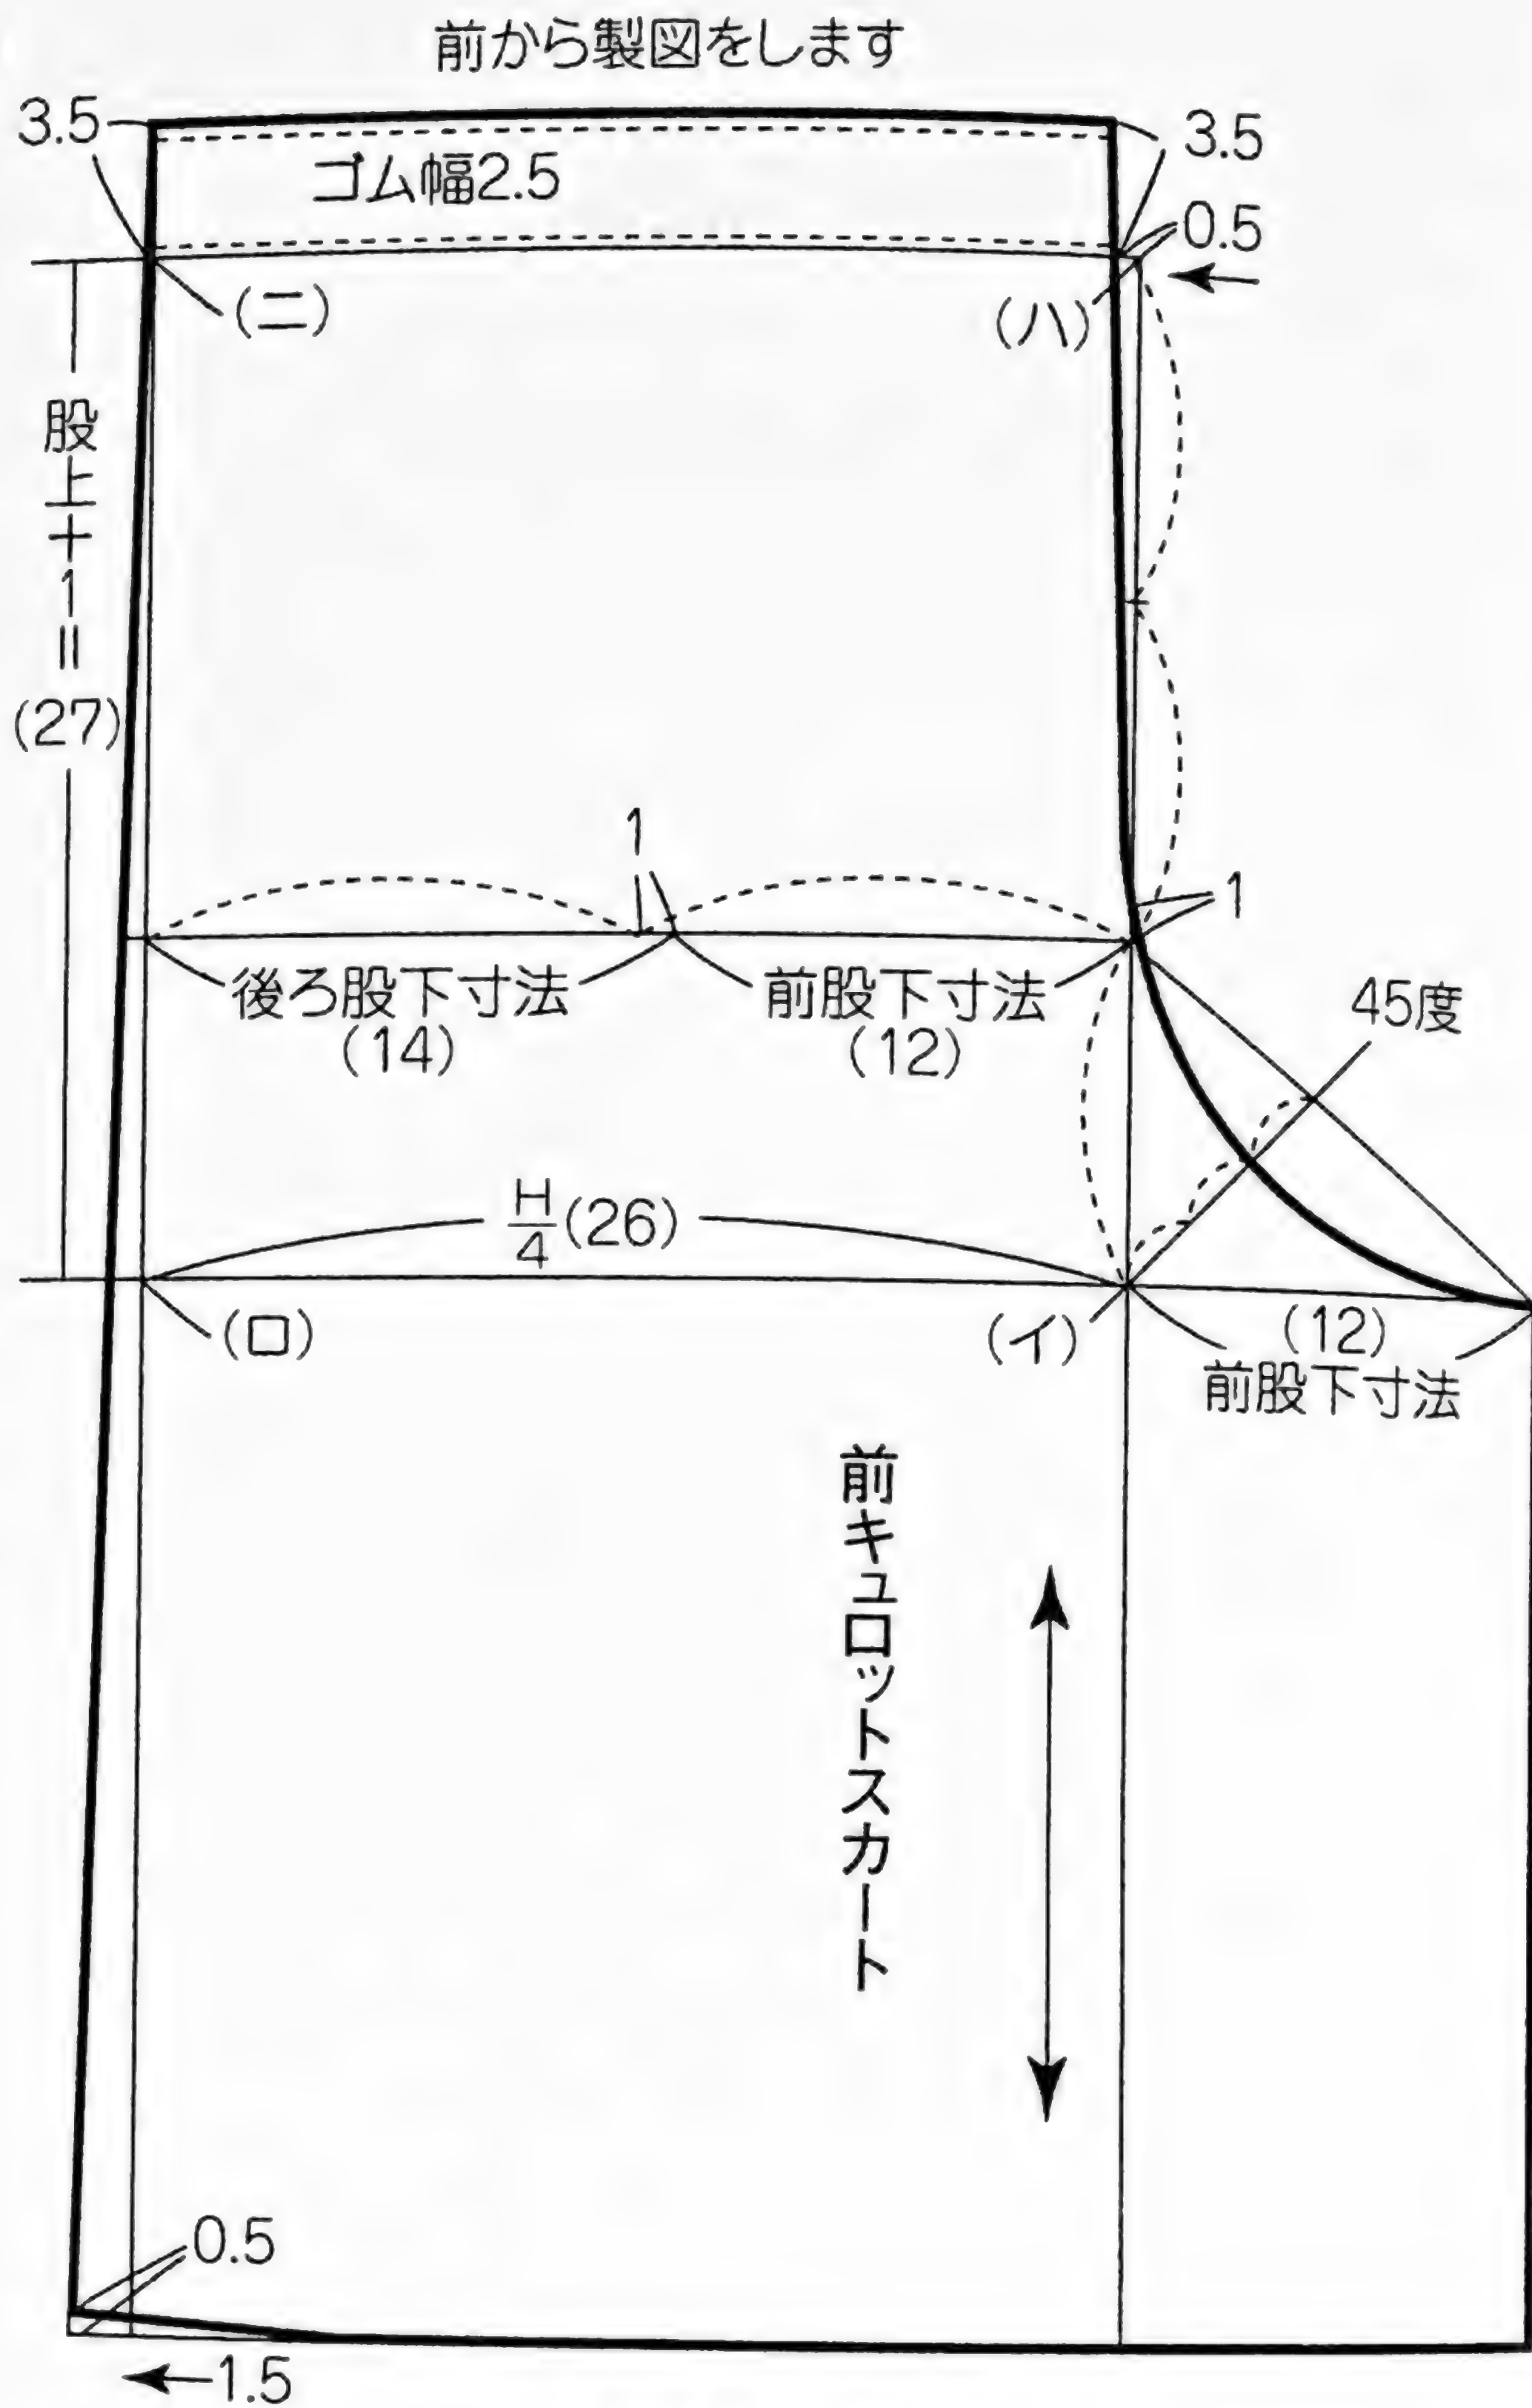 前から製図をします
3.5
3.5
ゴム幅2.5
0.5
(ニ)
(ハ)
股上+1=
(27)
1
1
後ろ股下寸法
(14)
前股下寸法
(12)
45度
H/4(26)
(ロ)
(イ)
(12)
前股下寸法
前キュロットスカート
0.5
1.5